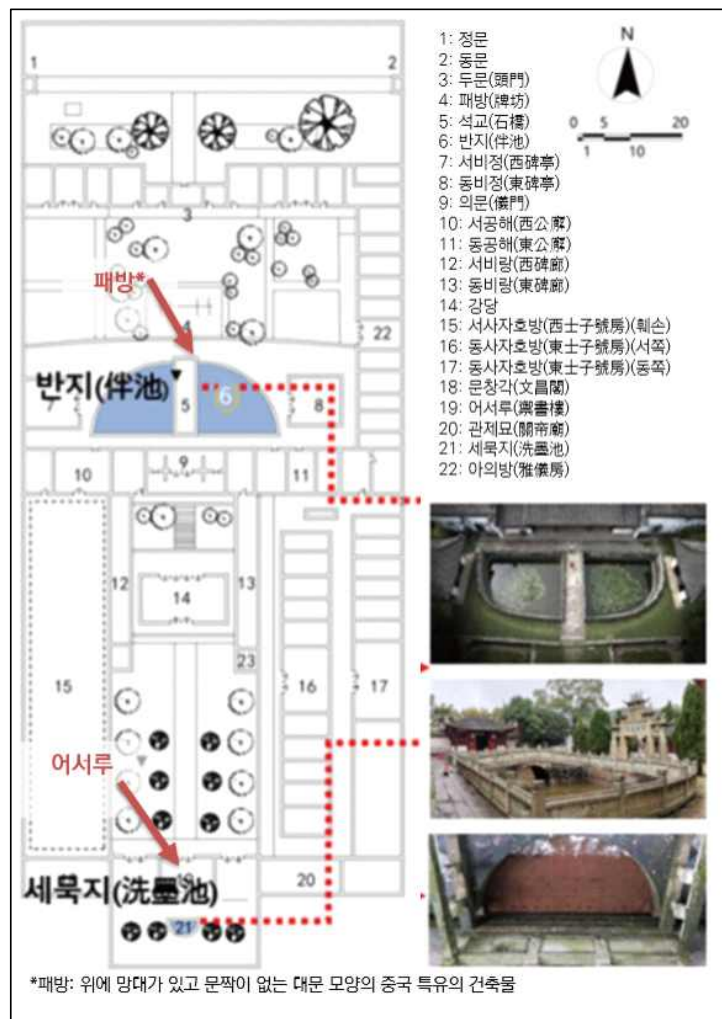 1: 정문
2: 동문
3: 두문(頭門)
4: 패방(牌坊)
5: 석교(石橋)
6: 반지(伴池)
7: 서비정(西碑亭)
8: 동비정(東碑亭)
9: 의문(儀門)
10: 서공해(西公廨)
11: 동공해(東公廨)
12: 서비랑(西碑廊)
13: 동비랑(東碑廊)
14: 강당
15: 서사자호방(西士子號房)(훼손)
16: 동사자호방(東士子號房)(서쪽)
17: 동사자호방(東士子號房)(동쪽)
18: 문창각(文昌閣)
19: 어서루(禦書樓)
20: 관제묘(關帝廟)
21: 세묵지(洗墨池)
22: 아의방(雅儀房)
N
0 5 20
1 10
1 2
3
패방*
4
22
반지(伴池)
6
7 5 8
9
10 11
12 13
14
23
15 16 17
어서루
세묵지(洗墨池)
20
21
*패방: 위에 망대가 있고 문짝이 없는 대문 모양의 중국 특유의 건축물